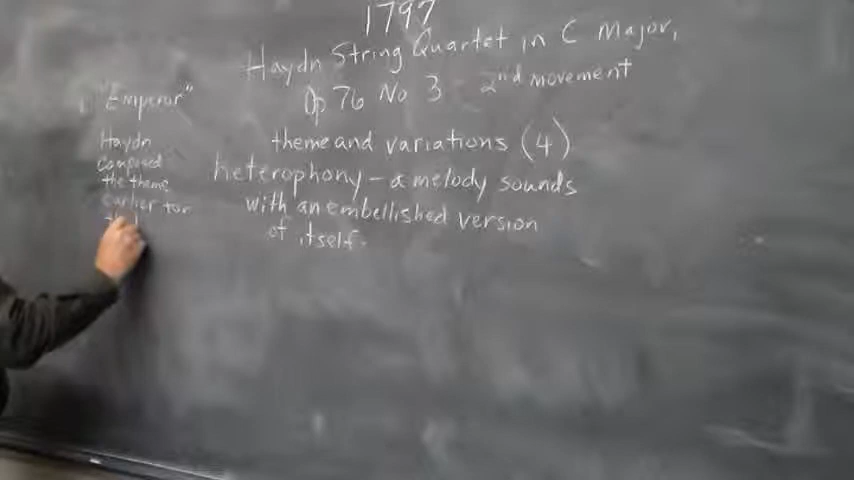 1797
Haydn String Quartet in C Major,
Op 76 No 3 2nd movement
theme and variations (4)
heterophony - a melody sounds
with an embellished version
of itself.
"Emperor"
Haydn
composed
the theme
earlier for